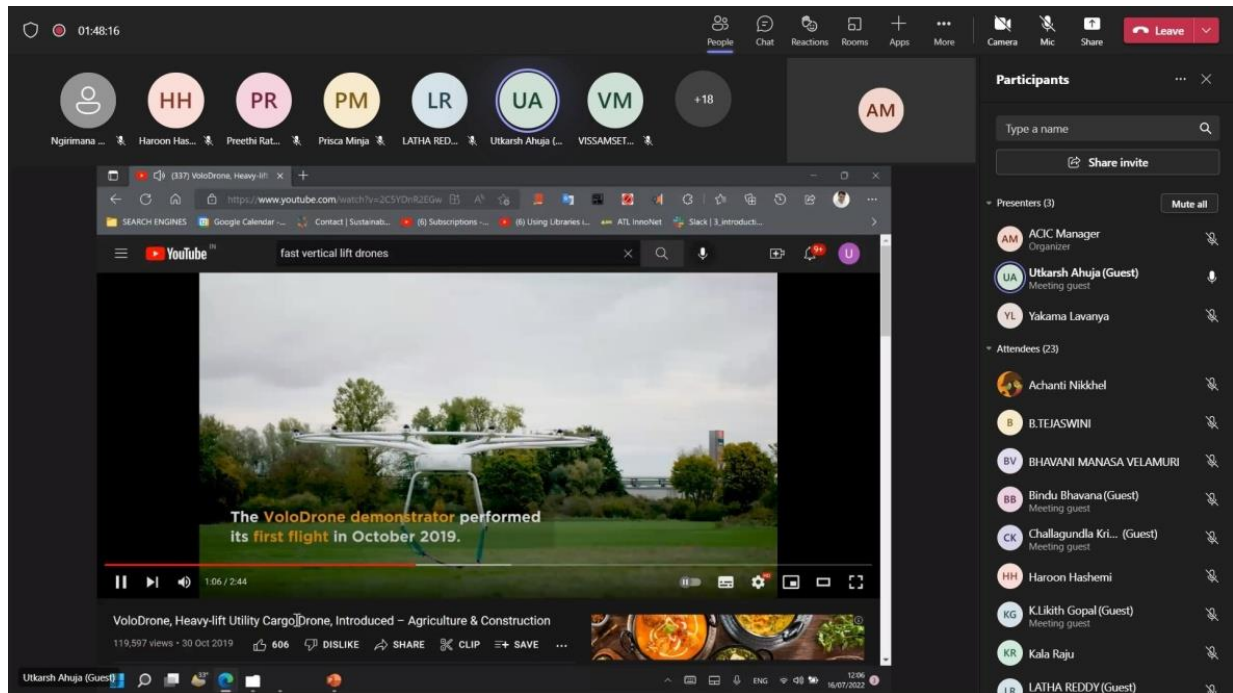 01:48:16
People
Chat
Reactions
Rooms
Apps
More
Camera
Mic
Share
Leave
HH
PR
PM
LR
UA
VM
+18
AM
Ngirimana ...
Haroon Has...
Preethi Rat...
Prisca Minja
LATHA RED...
Utkarsh Ahuja (...
VISSAMSET...
(337) VoloDrone, Heavy-lift
https://www.youtube.com/watch?v=2C5YDnR2EGw
SEARCH ENGINES
Google Calendar -...
Contact | Sustainab...
(6) Subscriptions -...
(6) Using Libraries i...
ATL InnoNet
Slack | 3_introducti...
YouTube IN
fast vertical lift drones
9+
U
The VoloDrone demonstrator performed
its first flight in October 2019.
1:06 / 2:44
VoloDrone, Heavy-lift Utility Cargo Drone, Introduced – Agriculture & Construction
119,597 views • 30 Oct 2019
606
DISLIKE
SHARE
CLIP
SAVE
...
Utkarsh Ahuja (Guest)
33°
ENG
12:06
16/07/2022
3
Participants
Type a name
Share invite
Presenters (3)
Mute all
AM
ACIC Manager
Organizer
UA
Utkarsh Ahuja (Guest)
Meeting guest
YL
Yakama Lavanya
Attendees (23)
Achanti Nikkhel
B
B.TEJASWINI
BV
BHAVANI MANASA VELAMURI
BB
Bindu Bhavana (Guest)
Meeting guest
CK
Challagundla Kri... (Guest)
Meeting guest
HH
Haroon Hashemi
KG
K.Likith Gopal (Guest)
Meeting guest
KR
Kala Raju
LR
LATHA REDDY (Guest)